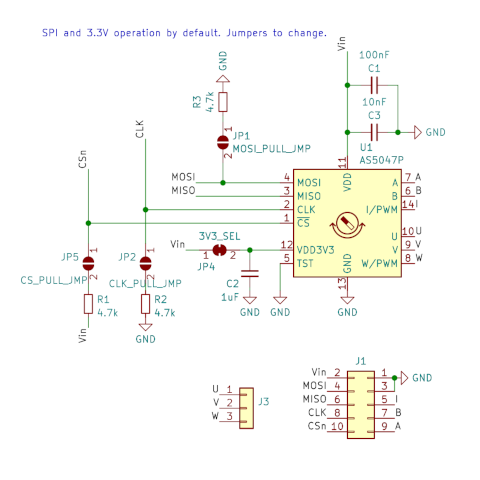 SPI and 3.3V operation by default. Jumpers to change.
Vin
100nF
C1
10nF
C3
GND
U1
AS5047P
GND
R3
4.7k
1
JP1
MOSI_PULL_JMP
2
CLK
CSn
MOSI
MISO
4 MOSI
3 MISO
2 CLK
1 CS
11
VDD
A 7 A
B 6 B
I/PWM 14 I
U 10 U
V 9 V
W/PWM 8 W
12 VDD3V3
5 TST
GND
13
GND
3V3_SEL
Vin
1 2
JP4
C2
1uF
GND
GND
1
JP5
2
CS_PULL_JMP
R1
4.7k
Vin
1
JP2
2
CLK_PULL_JMP
R2
4.7k
GND
U 1
V 2
W 3
J3
J1
Vin 2 1 GND
MOSI 4 3
MISO 6 5 I
CLK 8 7 B
CSn 10 9 A